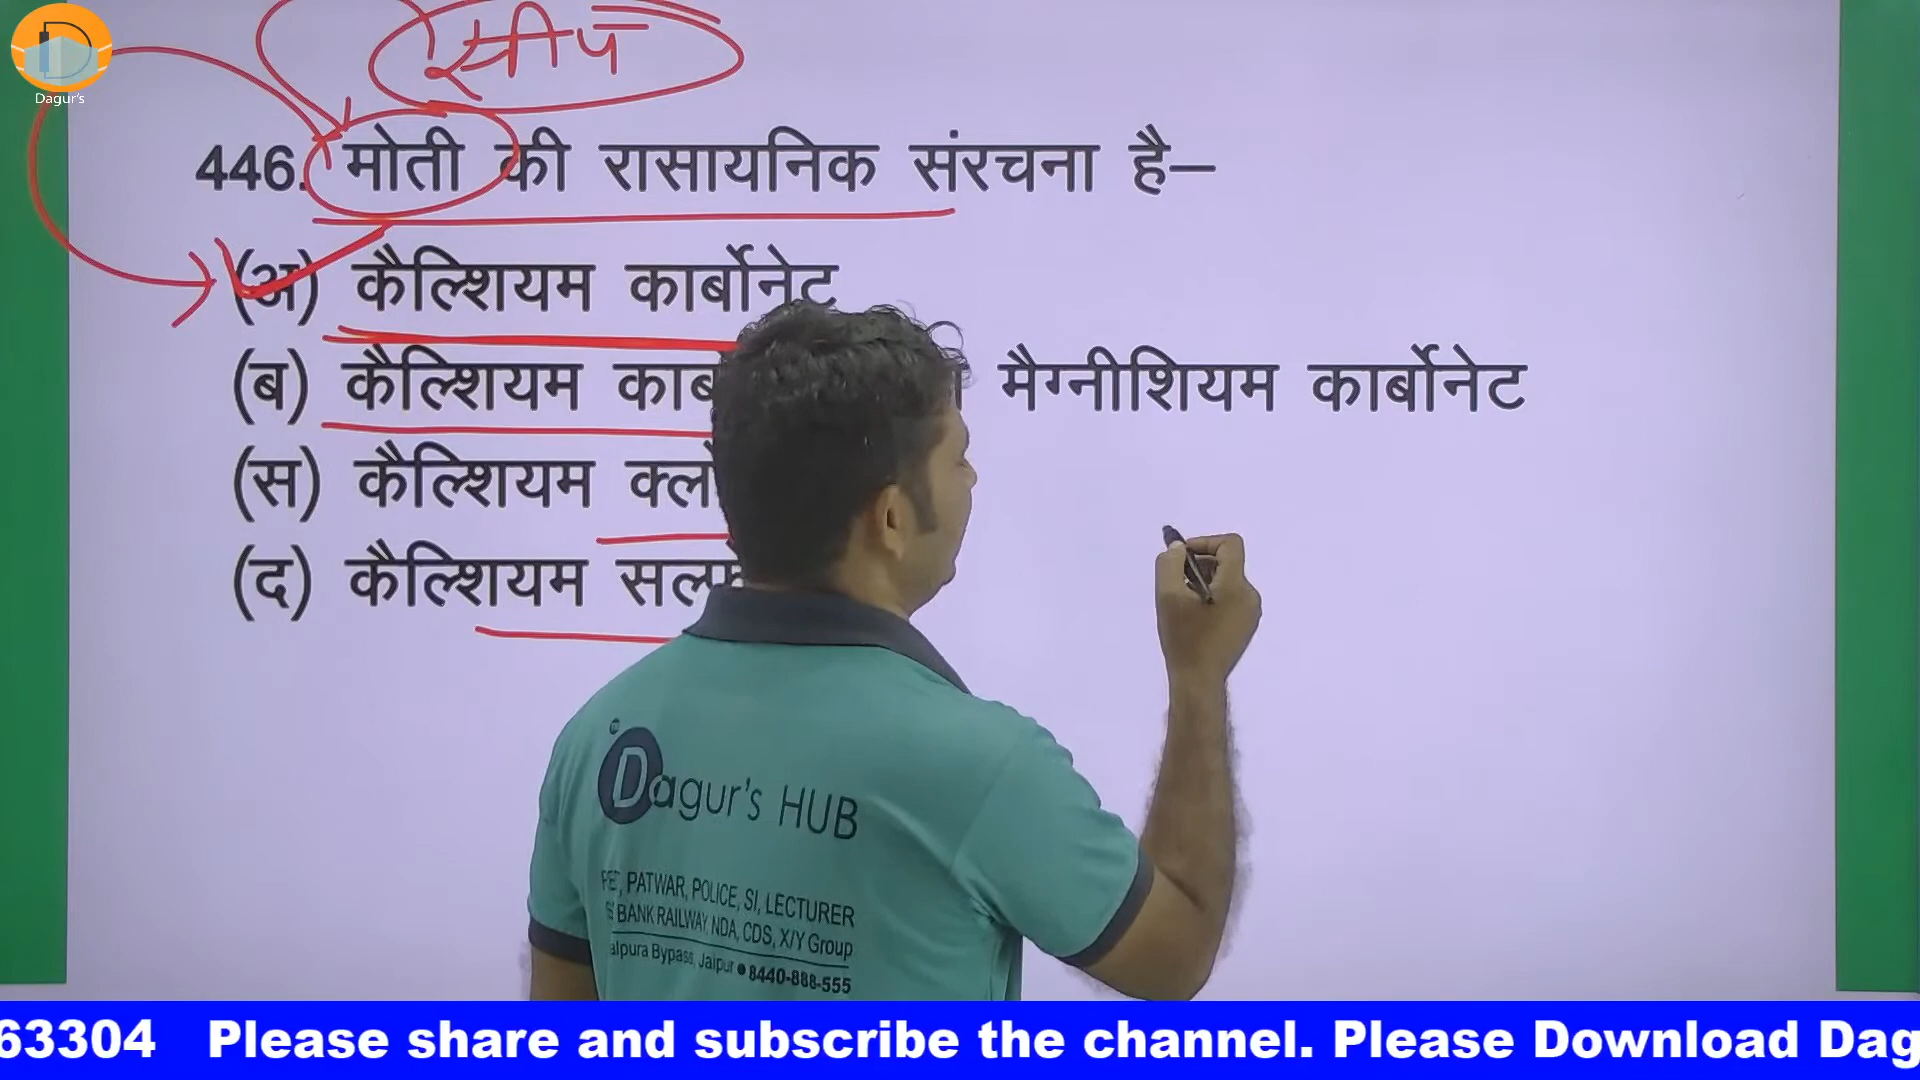 सीप
Dagur's
446. मोती की रासायनिक संरचना है–
(अ) कैल्शियम कार्बोनेट
(ब) कैल्शियम मैग्नीशियम कार्बोनेट
(स) कैल्शियम
(द) कैल्शियम
Dagur's HUB
PATWAR, POLICE, SI, LECTURER
BANK RAILWAY, NDA, CDS, X/Y Group
Bypass, Jaipur ● 8440-888-555
63304 Please share and subscribe the channel. Please Download